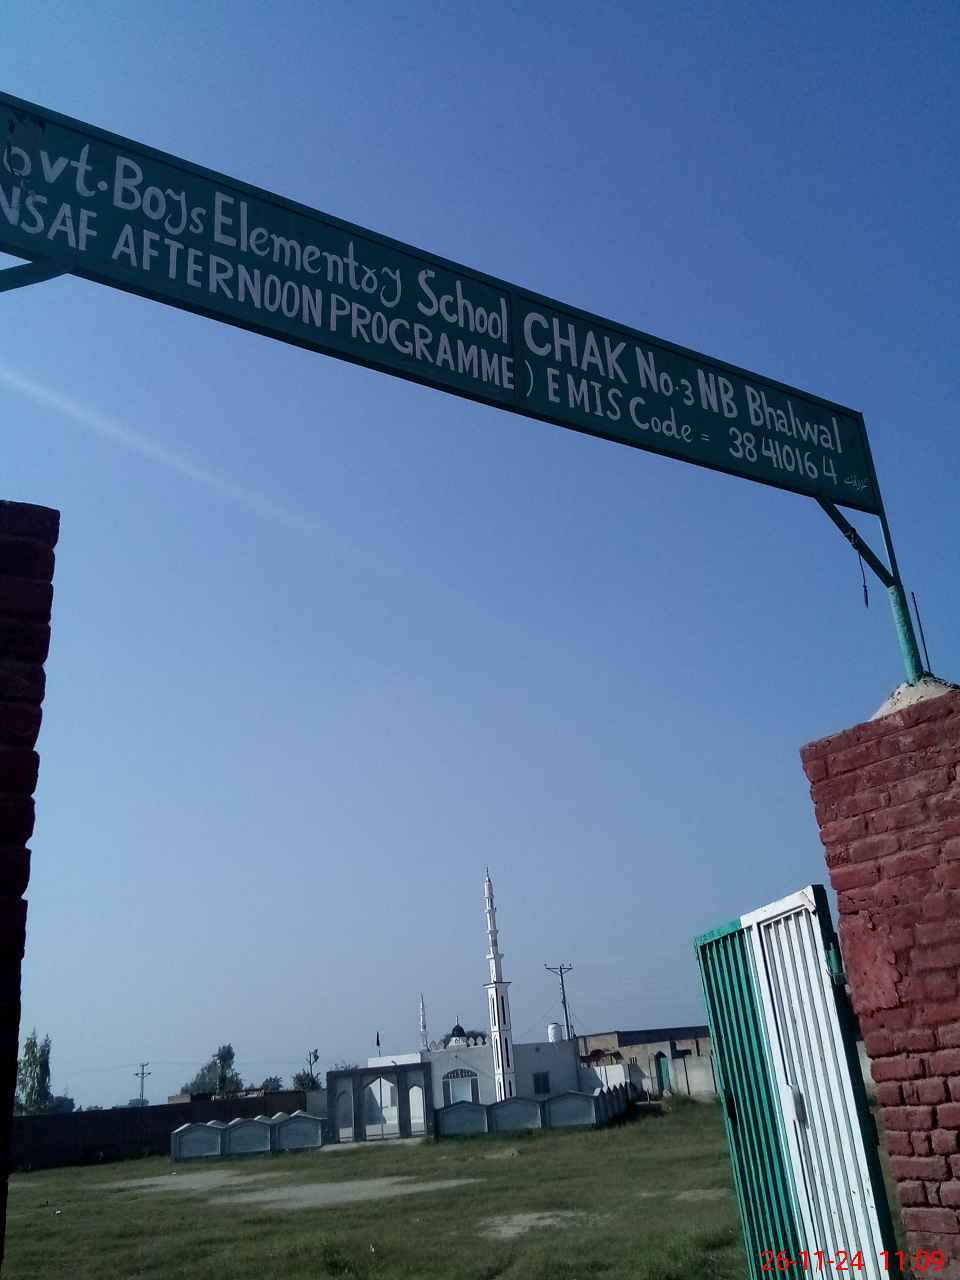 Govt. Boys Elementry School CHAK No.3 NB Bhalwal
NSAF AFTERNOON PROGRAMME) EMIS Code = 38410164
26-11-24 11:09